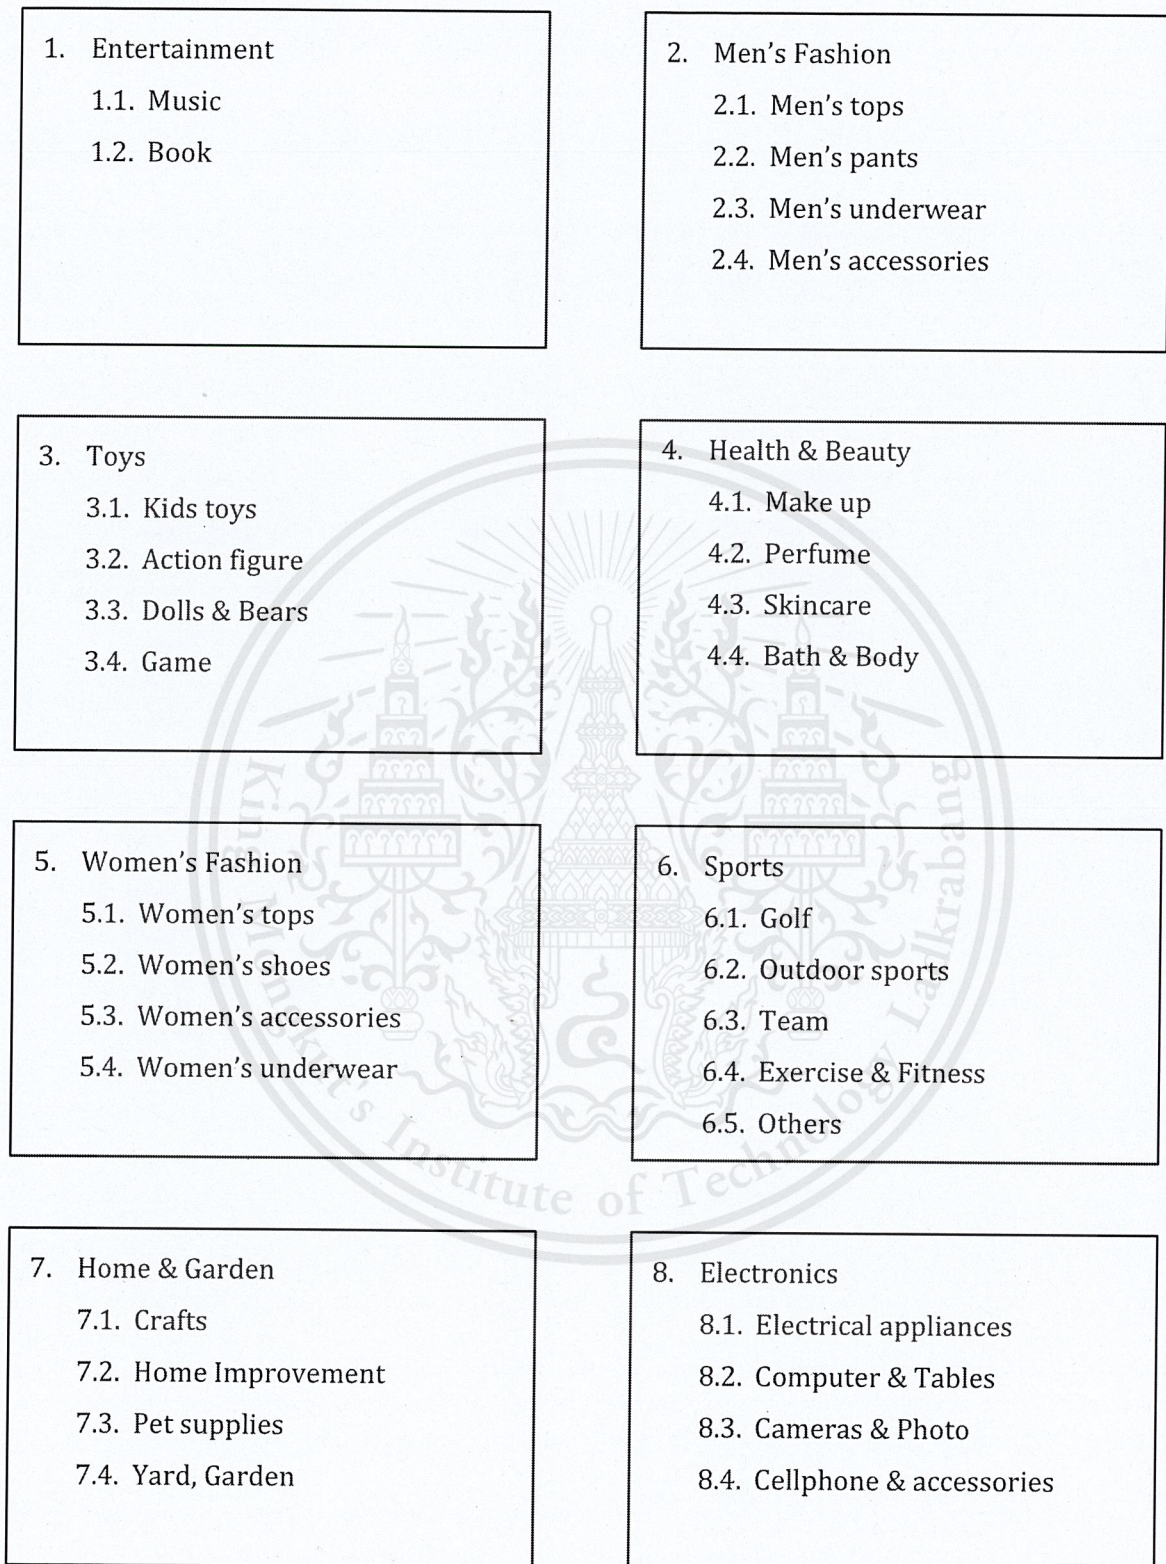 1. Entertainment
1.1. Music
1.2. Book
2. Men's Fashion
2.1. Men's tops
2.2. Men's pants
2.3. Men's underwear
2.4. Men's accessories
3. Toys
3.1. Kids toys
3.2. Action figure
3.3. Dolls & Bears
3.4. Game
4. Health & Beauty
4.1. Make up
4.2. Perfume
4.3. Skincare
4.4. Bath & Body
5. Women's Fashion
5.1. Women's tops
5.2. Women's shoes
5.3. Women's accessories
5.4. Women's underwear
6. Sports
6.1. Golf
6.2. Outdoor sports
6.3. Team
6.4. Exercise & Fitness
6.5. Others
7. Home & Garden
7.1. Crafts
7.2. Home Improvement
7.3. Pet supplies
7.4. Yard, Garden
8. Electronics
8.1. Electrical appliances
8.2. Computer & Tables
8.3. Cameras & Photo
8.4. Cellphone & accessories
King Mongkut's Institute of Technology Ladkrabang